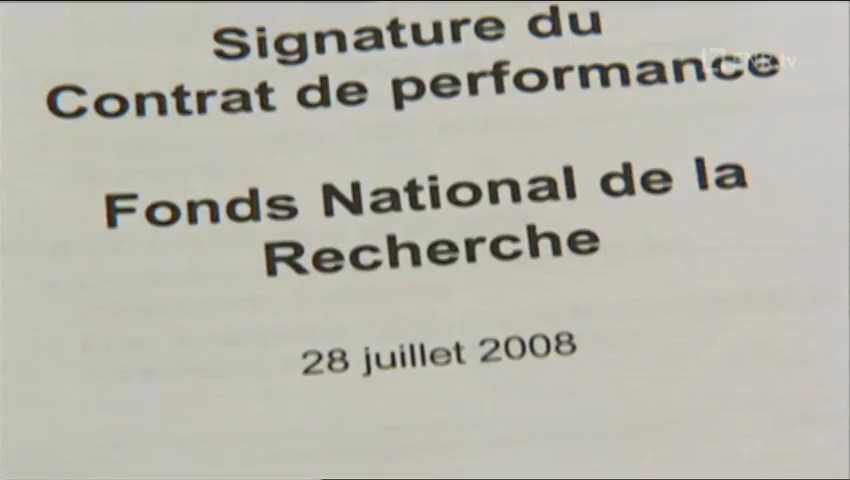 Signature du
Contrat de performance
Fonds National de la
Recherche
28 juillet 2008